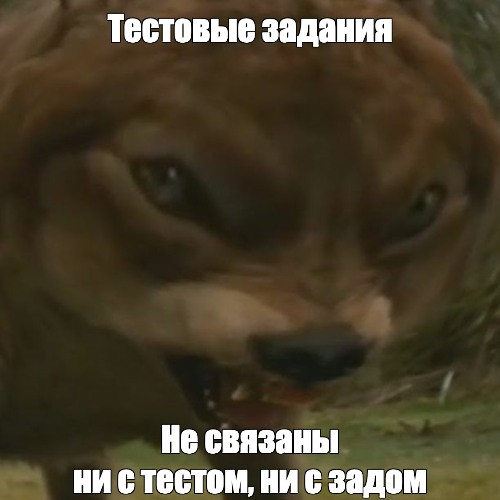 Тестовые задания
Не связаны
ни с тестом, ни с задом